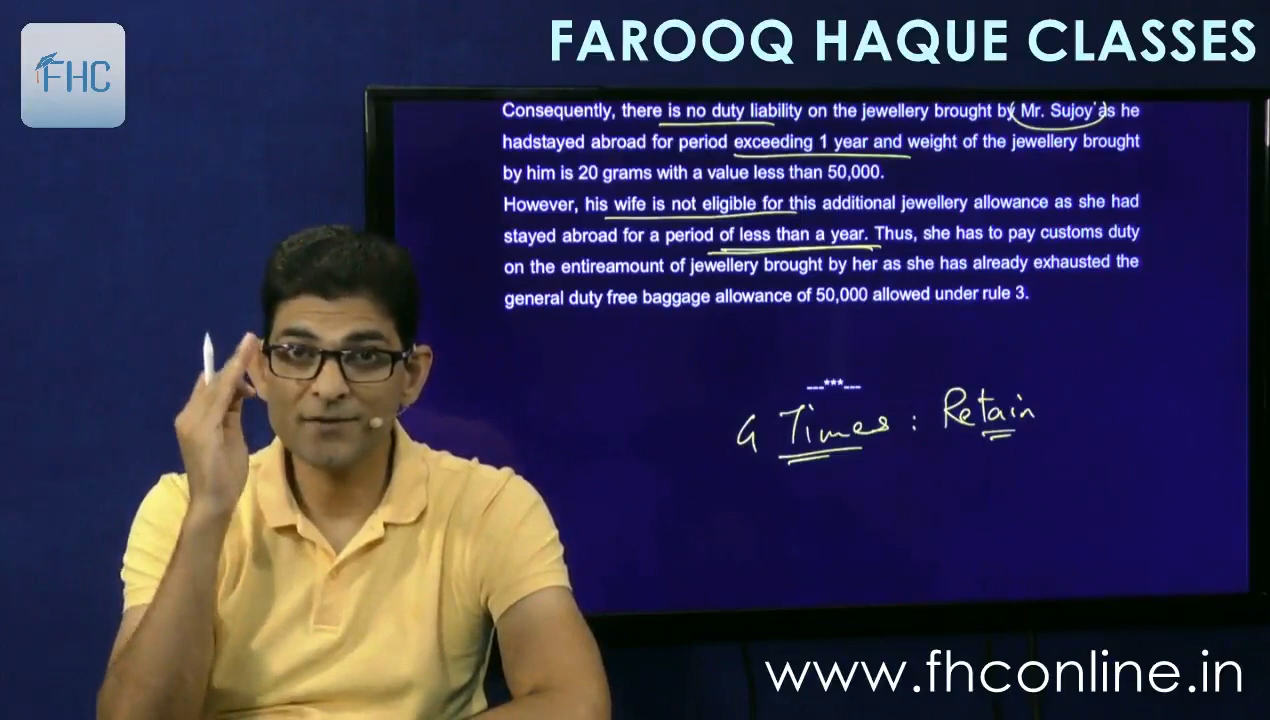 FAROOQ HAQUE CLASSES
FHC
Consequently, there is no duty liability on the jewellery brought by Mr. Sujoy as he
hadstayed abroad for period exceeding 1 year and weight of the jewellery brought
by him is 20 grams with a value less than 50,000.
However, his wife is not eligible for this additional jewellery allowance as she had
stayed abroad for a period of less than a year. Thus, she has to pay customs duty
on the entireamount of jewellery brought by her as she has already exhausted the
general duty free baggage allowance of 50,000 allowed under rule 3.
---***---
4 Times : Retain
www.fhconline.in